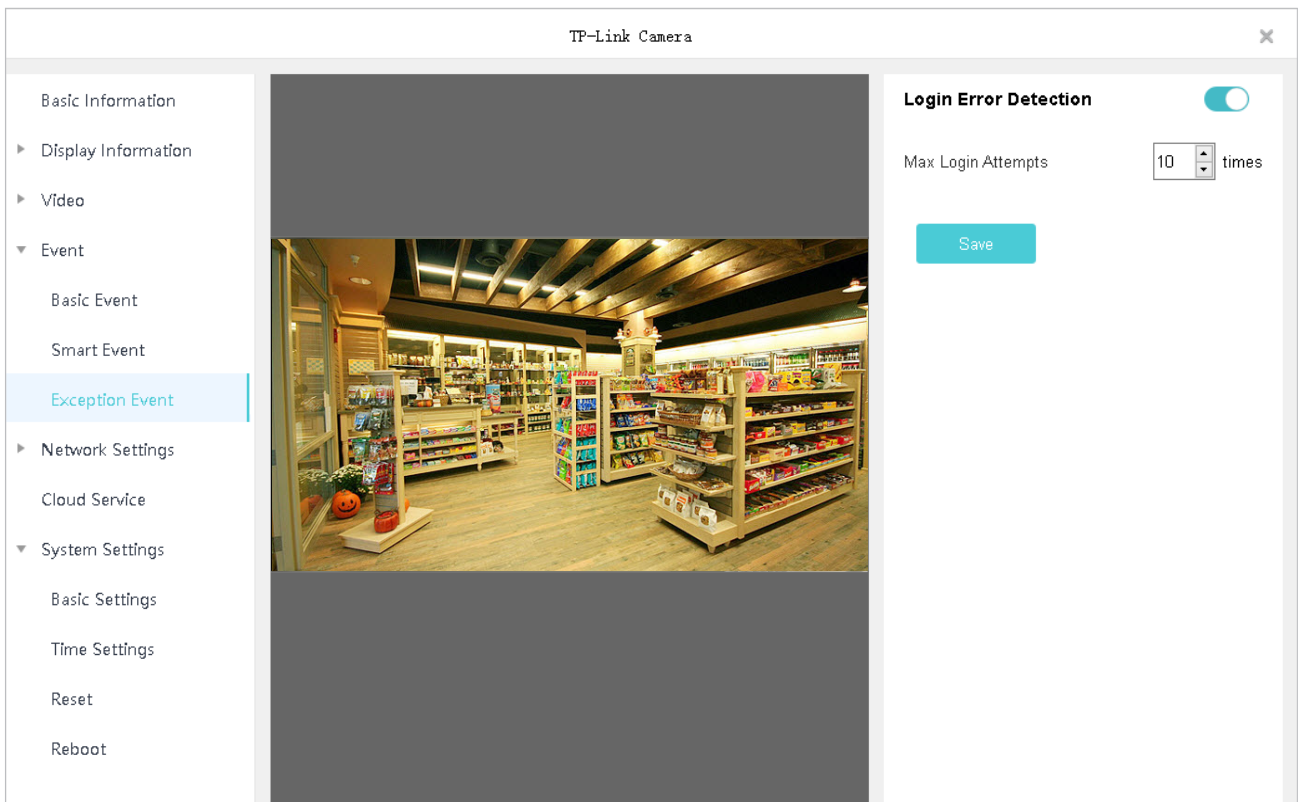 TP-Link Camera
Basic Information
Display Information
Video
Event
Basic Event
Smart Event
Exception Event
Network Settings
Cloud Service
System Settings
Basic Settings
Time Settings
Reset
Reboot
Login Error Detection
Max Login Attempts 10 times
Save